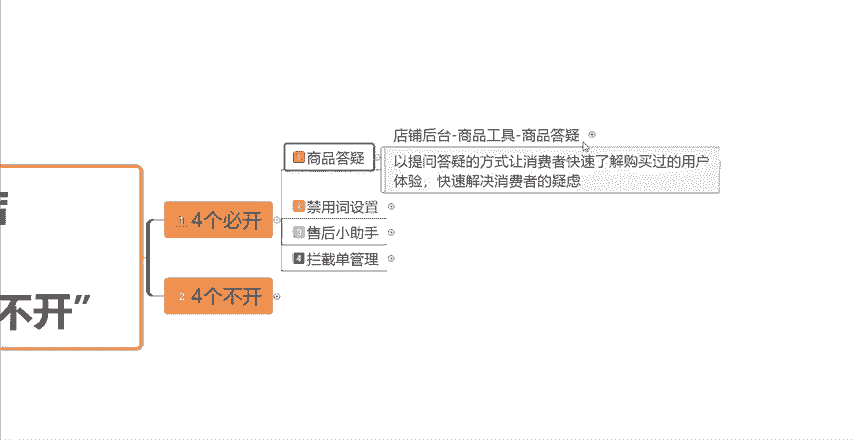 店铺后台-商品工具-商品答疑
1 商品答疑
以提问答疑的方式让消费者快速了解购买过的用户
体验，快速解决消费者的疑虑
2 禁用词设置
1 4个必开
3 售后小助手
4 拦截单管理
2 4个不开
不开”